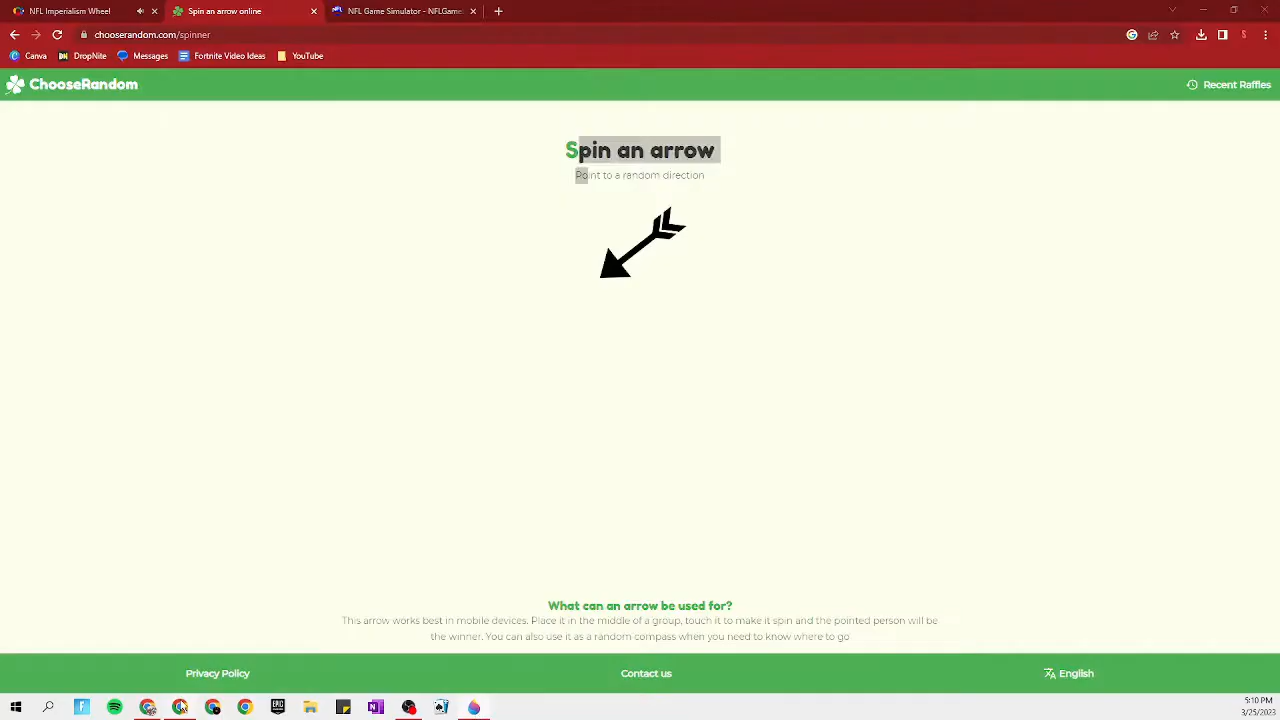 NFL Imperialism Wheel
Spin an arrow online
NFL Game Simulator - NFLGame
chooserandom.com/spinner
Canva
DropNite
Messages
Fortnite Video Ideas
YouTube
ChooseRandom
Recent Raffles
Spin an arrow
Point to a random direction
What can an arrow be used for?
This arrow works best in mobile devices. Place it in the middle of a group, touch it to make it spin and the pointed person will be
the winner. You can also use it as a random compass when you need to know where to go
Privacy Policy
Contact us
English
5:10 PM
3/25/2023